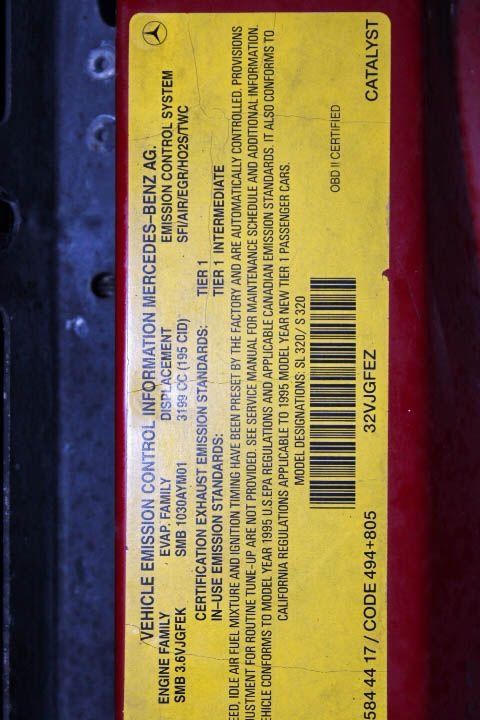 VEHICLE EMISSION CONTROL INFORMATION MERCEDES-BENZ AG.
ENGINE FAMILY EVAP. FAMILY DISPLACEMENT EMISSION CONTROL SYSTEM
SMB 3.6VJGFEK SMB 1030AYM01 3199 CC (195 CID) SFI/AIR/EGR/HO2S/TWC
CERTIFICATION EXHAUST EMISSION STANDARDS: TIER 1
IN-USE EMISSION STANDARDS: TIER 1 INTERMEDIATE
EED, IDLE AIR FUEL MIXTURE AND IGNITION TIMING HAVE BEEN PRESET BY THE FACTORY AND ARE AUTOMATICALLY CONTROLLED. PROVISIONS
JUSTMENT FOR ROUTINE TUNE-UP ARE NOT PROVIDED. SEE SERVICE MANUAL FOR MAINTENANCE SCHEDULE AND ADDITIONAL INFORMATION.
VEHICLE CONFORMS TO MODEL YEAR 1995 U.S.EPA REGULATIONS AND APPLICABLE CANADIAN EMISSION STANDARDS. IT ALSO CONFORMS TO
CALIFORNIA REGULATIONS APPLICABLE TO 1995 MODEL YEAR NEW TIER 1 PASSENGER CARS.
MODEL DESIGNATIONS: SL 320/ S 320
OBD II CERTIFIED
32VJGFEZ
584 44 17 / CODE 494+805 CATALYST